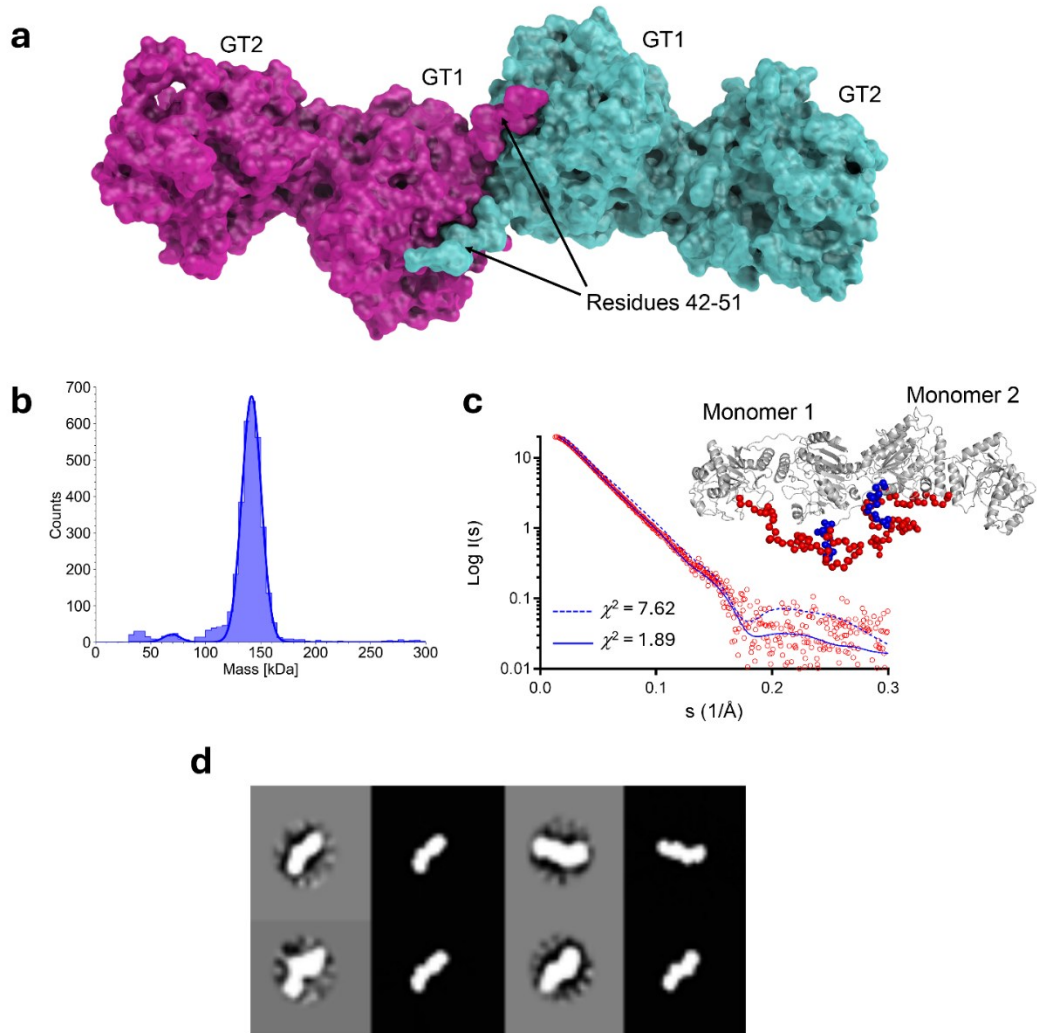 a
GT2
GT1
GT1
GT2
Residues 42-51
b
700
600
500
400
300
200
100
0
Counts
0
50
100
150
200
250
300
Mass [kDa]
c
Monomer 1
Monomer 2
10
1
0.1
0.01
Log I(s)
χ² = 7.62
χ² = 1.89
0.0
0.1
0.2
0.3
s (1/Å)
d